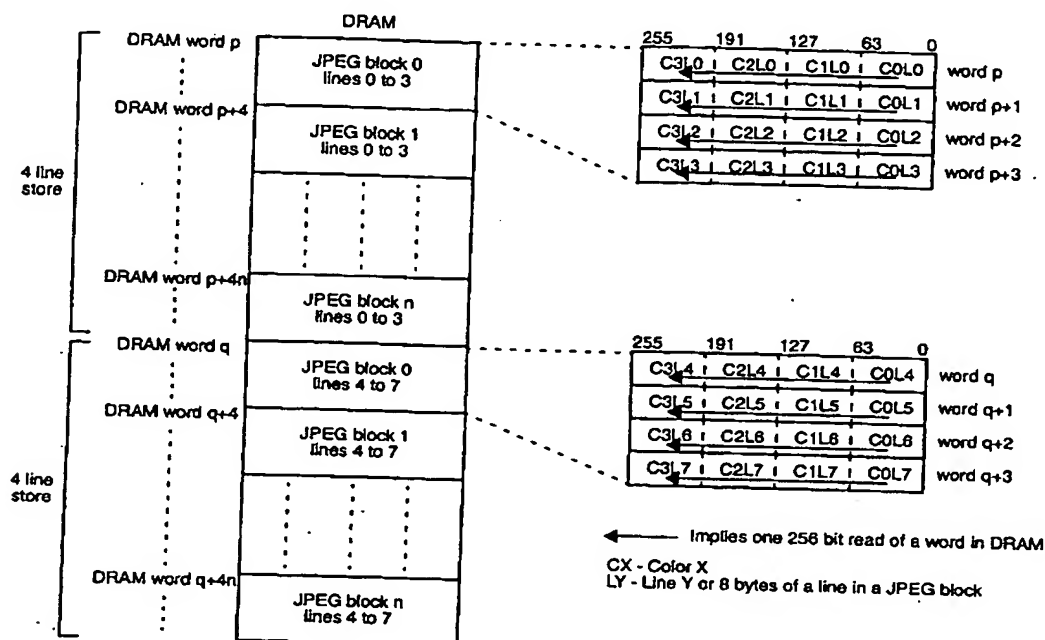 DRAM
DRAM word p
JPEG block 0
lines 0 to 3
DRAM word p+4
JPEG block 1
lines 0 to 3
4 line
store
DRAM word p+4n
JPEG block n
lines 0 to 3
255 191 127 63 0
C3L0 C2L0 C1L0 C0L0 word p
C3L1 C2L1 C1L1 C0L1 word p+1
C3L2 C2L2 C1L2 C0L2 word p+2
C3L3 C2L3 C1L3 C0L3 word p+3
DRAM word q
JPEG block 0
lines 4 to 7
DRAM word q+4
JPEG block 1
lines 4 to 7
4 line
store
DRAM word q+4n
JPEG block n
lines 4 to 7
255 191 127 63 0
C3L4 C2L4 C1L4 C0L4 word q
C3L5 C2L5 C1L5 C0L5 word q+1
C3L6 C2L6 C1L6 C0L6 word q+2
C3L7 C2L7 C1L7 C0L7 word q+3
Implies one 256 bit read of a word in DRAM
CX - Color X
LY - Line Y or 8 bytes of a line in a JPEG block